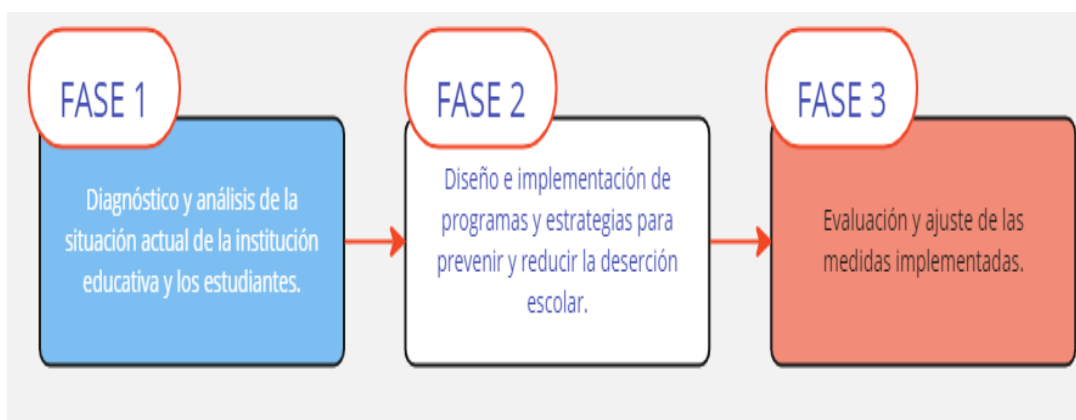 FASE 1
Diagnóstico y análisis de la
situación actual de la institución
educativa y los estudiantes.
FASE 2
Diseño e implementación de
programas y estrategias para
prevenir y reducir la deserción
escolar.
FASE 3
Evaluación y ajuste de las
medidas implementadas.